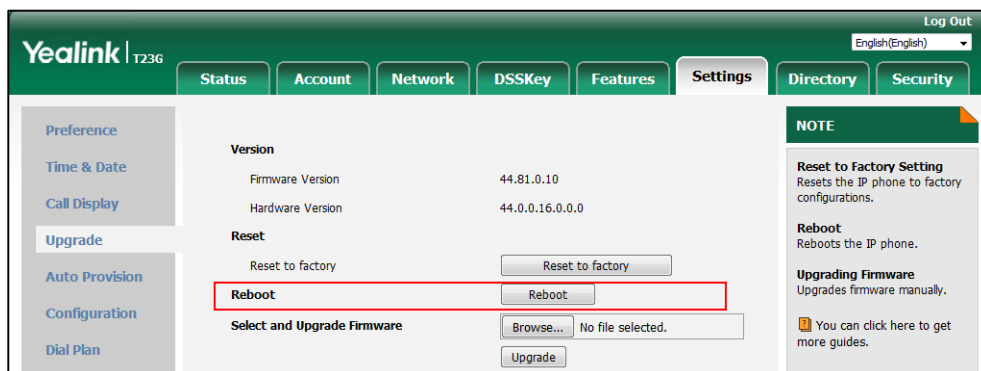 Log Out
Yealink | T23G
English(English)
Status Account Network DSSKey Features Settings Directory Security
Preference
Time & Date
Call Display
Upgrade
Auto Provision
Configuration
Dial Plan
Version
Firmware Version 44.81.0.10
Hardware Version 44.0.0.16.0.0.0
Reset
Reset to factory Reset to factory
Reboot Reboot
Select and Upgrade Firmware Browse... No file selected.
Upgrade
NOTE
Reset to Factory Setting
Resets the IP phone to factory
configurations.
Reboot
Reboots the IP phone.
Upgrading Firmware
Upgrades firmware manually.
You can click here to get
more guides.